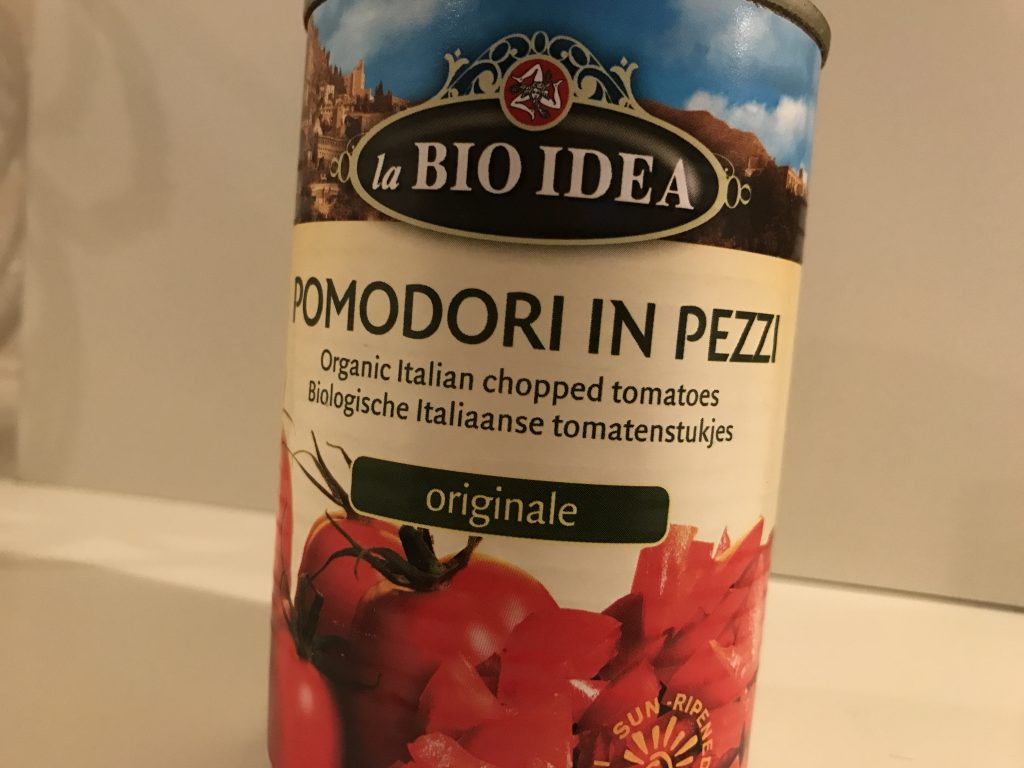 la BIO IDEA
POMODORI IN PEZZI
Organic Italian chopped tomatoes
Biologische Italiaanse tomatenstukjes
originale
SUN-RIPENED